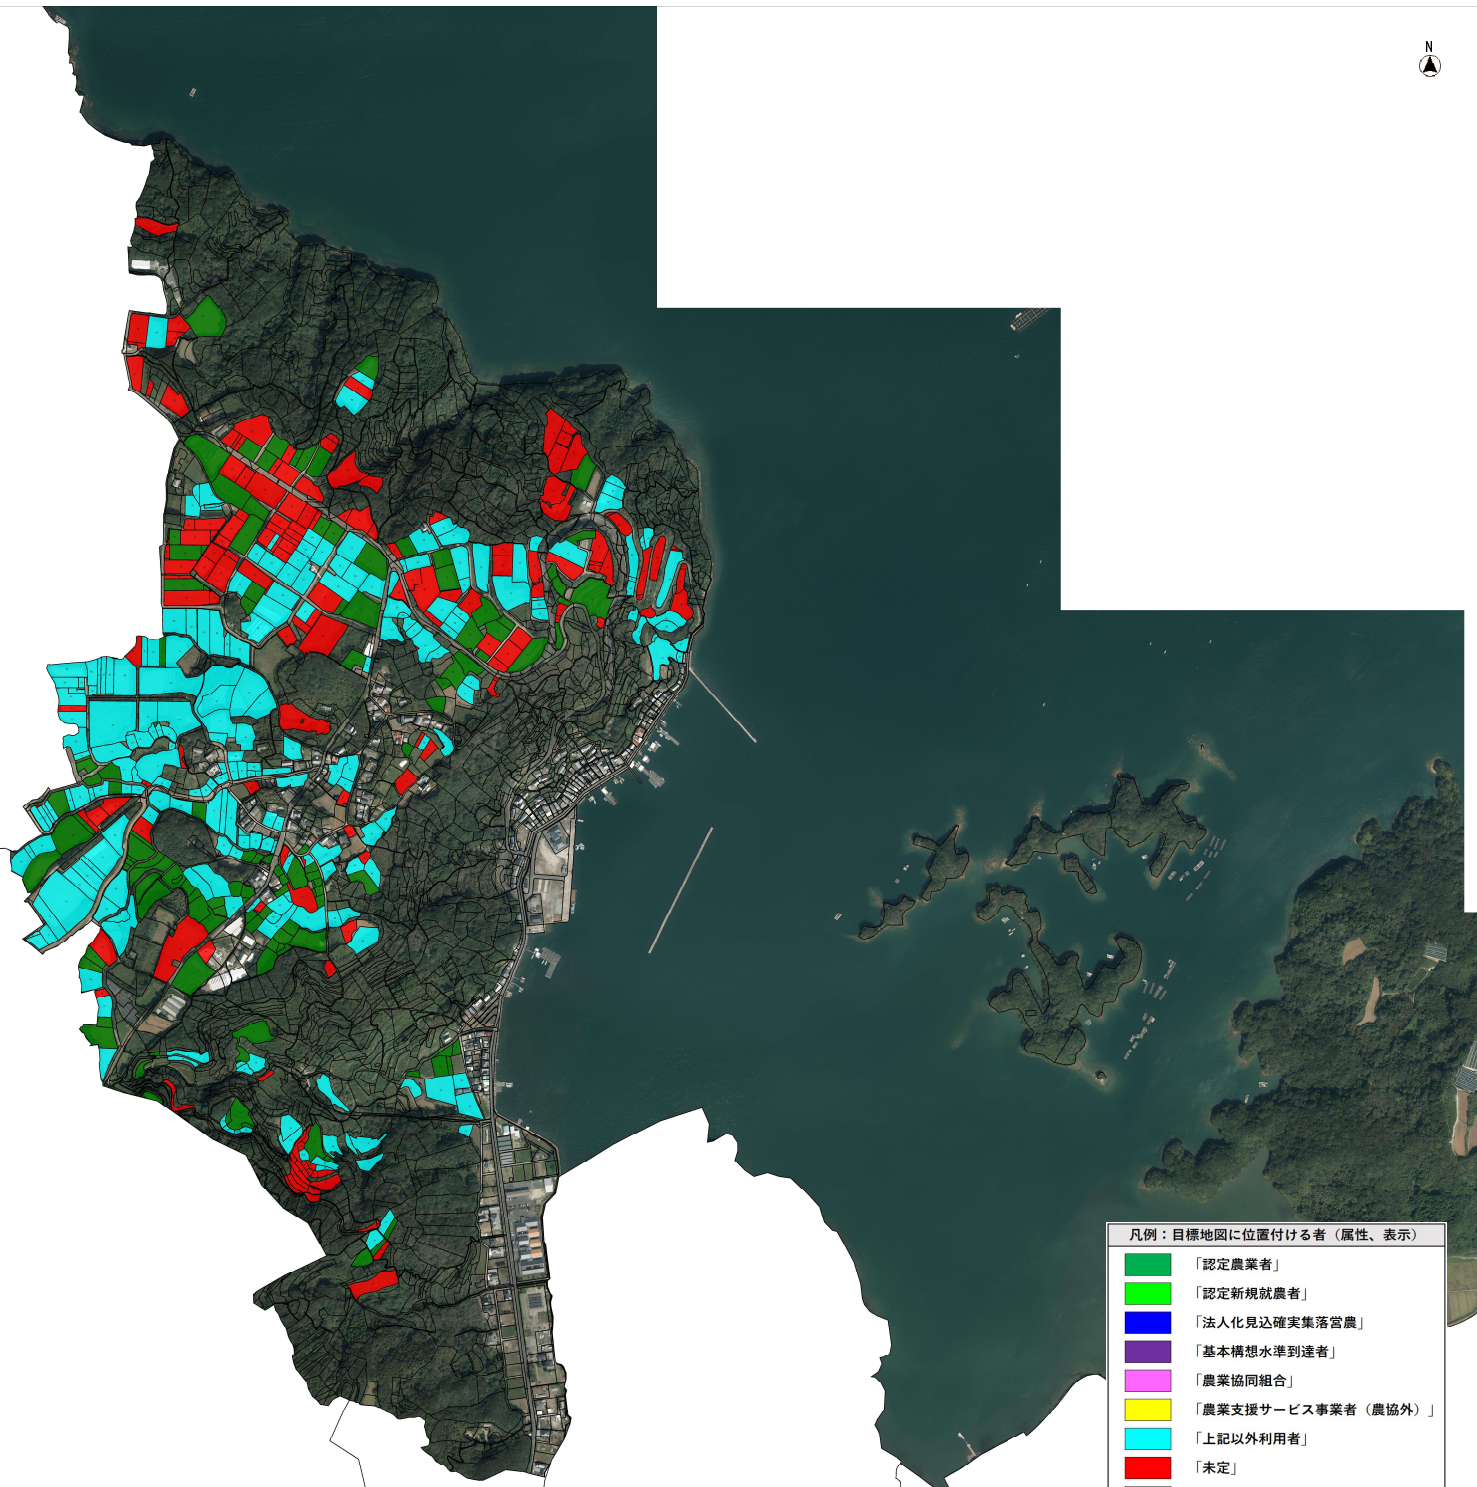 N
凡例：目標地図に位置付ける者（属性、表示）
「認定農業者」
「認定新規就農者」
「法人化見込確実集落営農」
「基本構想水準到達者」
「農業協同組合」
「農業支援サービス事業者（農協外）」
「上記以外利用者」
「未定」